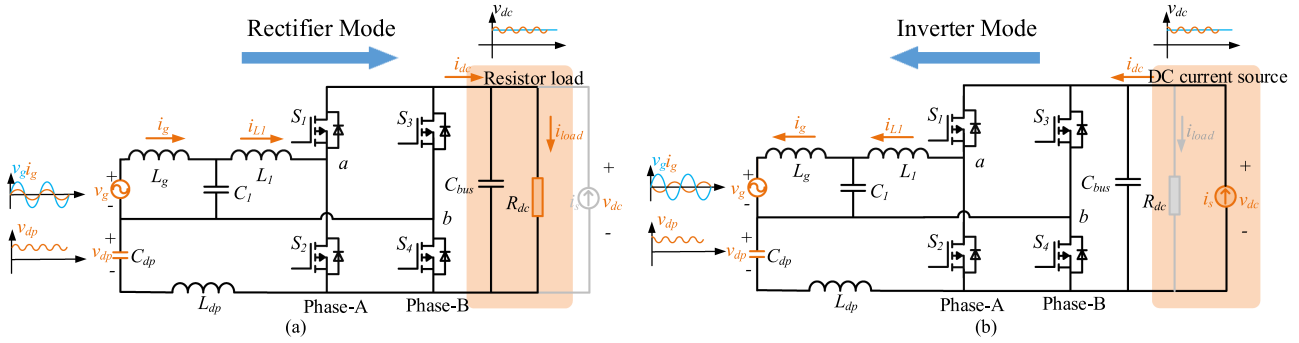 v_dc
Rectifier Mode
i_dc
Resistor load
S_1
S_3
i_g
i_L1
i_load
a
v_g i_g
+
v_g
-
L_g
C_1
L_1
C_bus
R_dc
i_s
+
v_dc
-
b
v_dp
+
v_dp
-
C_dp
S_2
S_4
L_dp
Phase-A
Phase-B
(a)
v_dc
Inverter Mode
i_dc
DC current source
S_1
S_3
i_g
i_L1
i_load
a
v_g i_g
+
v_g
-
L_g
C_1
L_1
C_bus
R_dc
i_s
+
v_dc
-
b
v_dp
+
v_dp
-
C_dp
S_2
S_4
L_dp
Phase-A
Phase-B
(b)